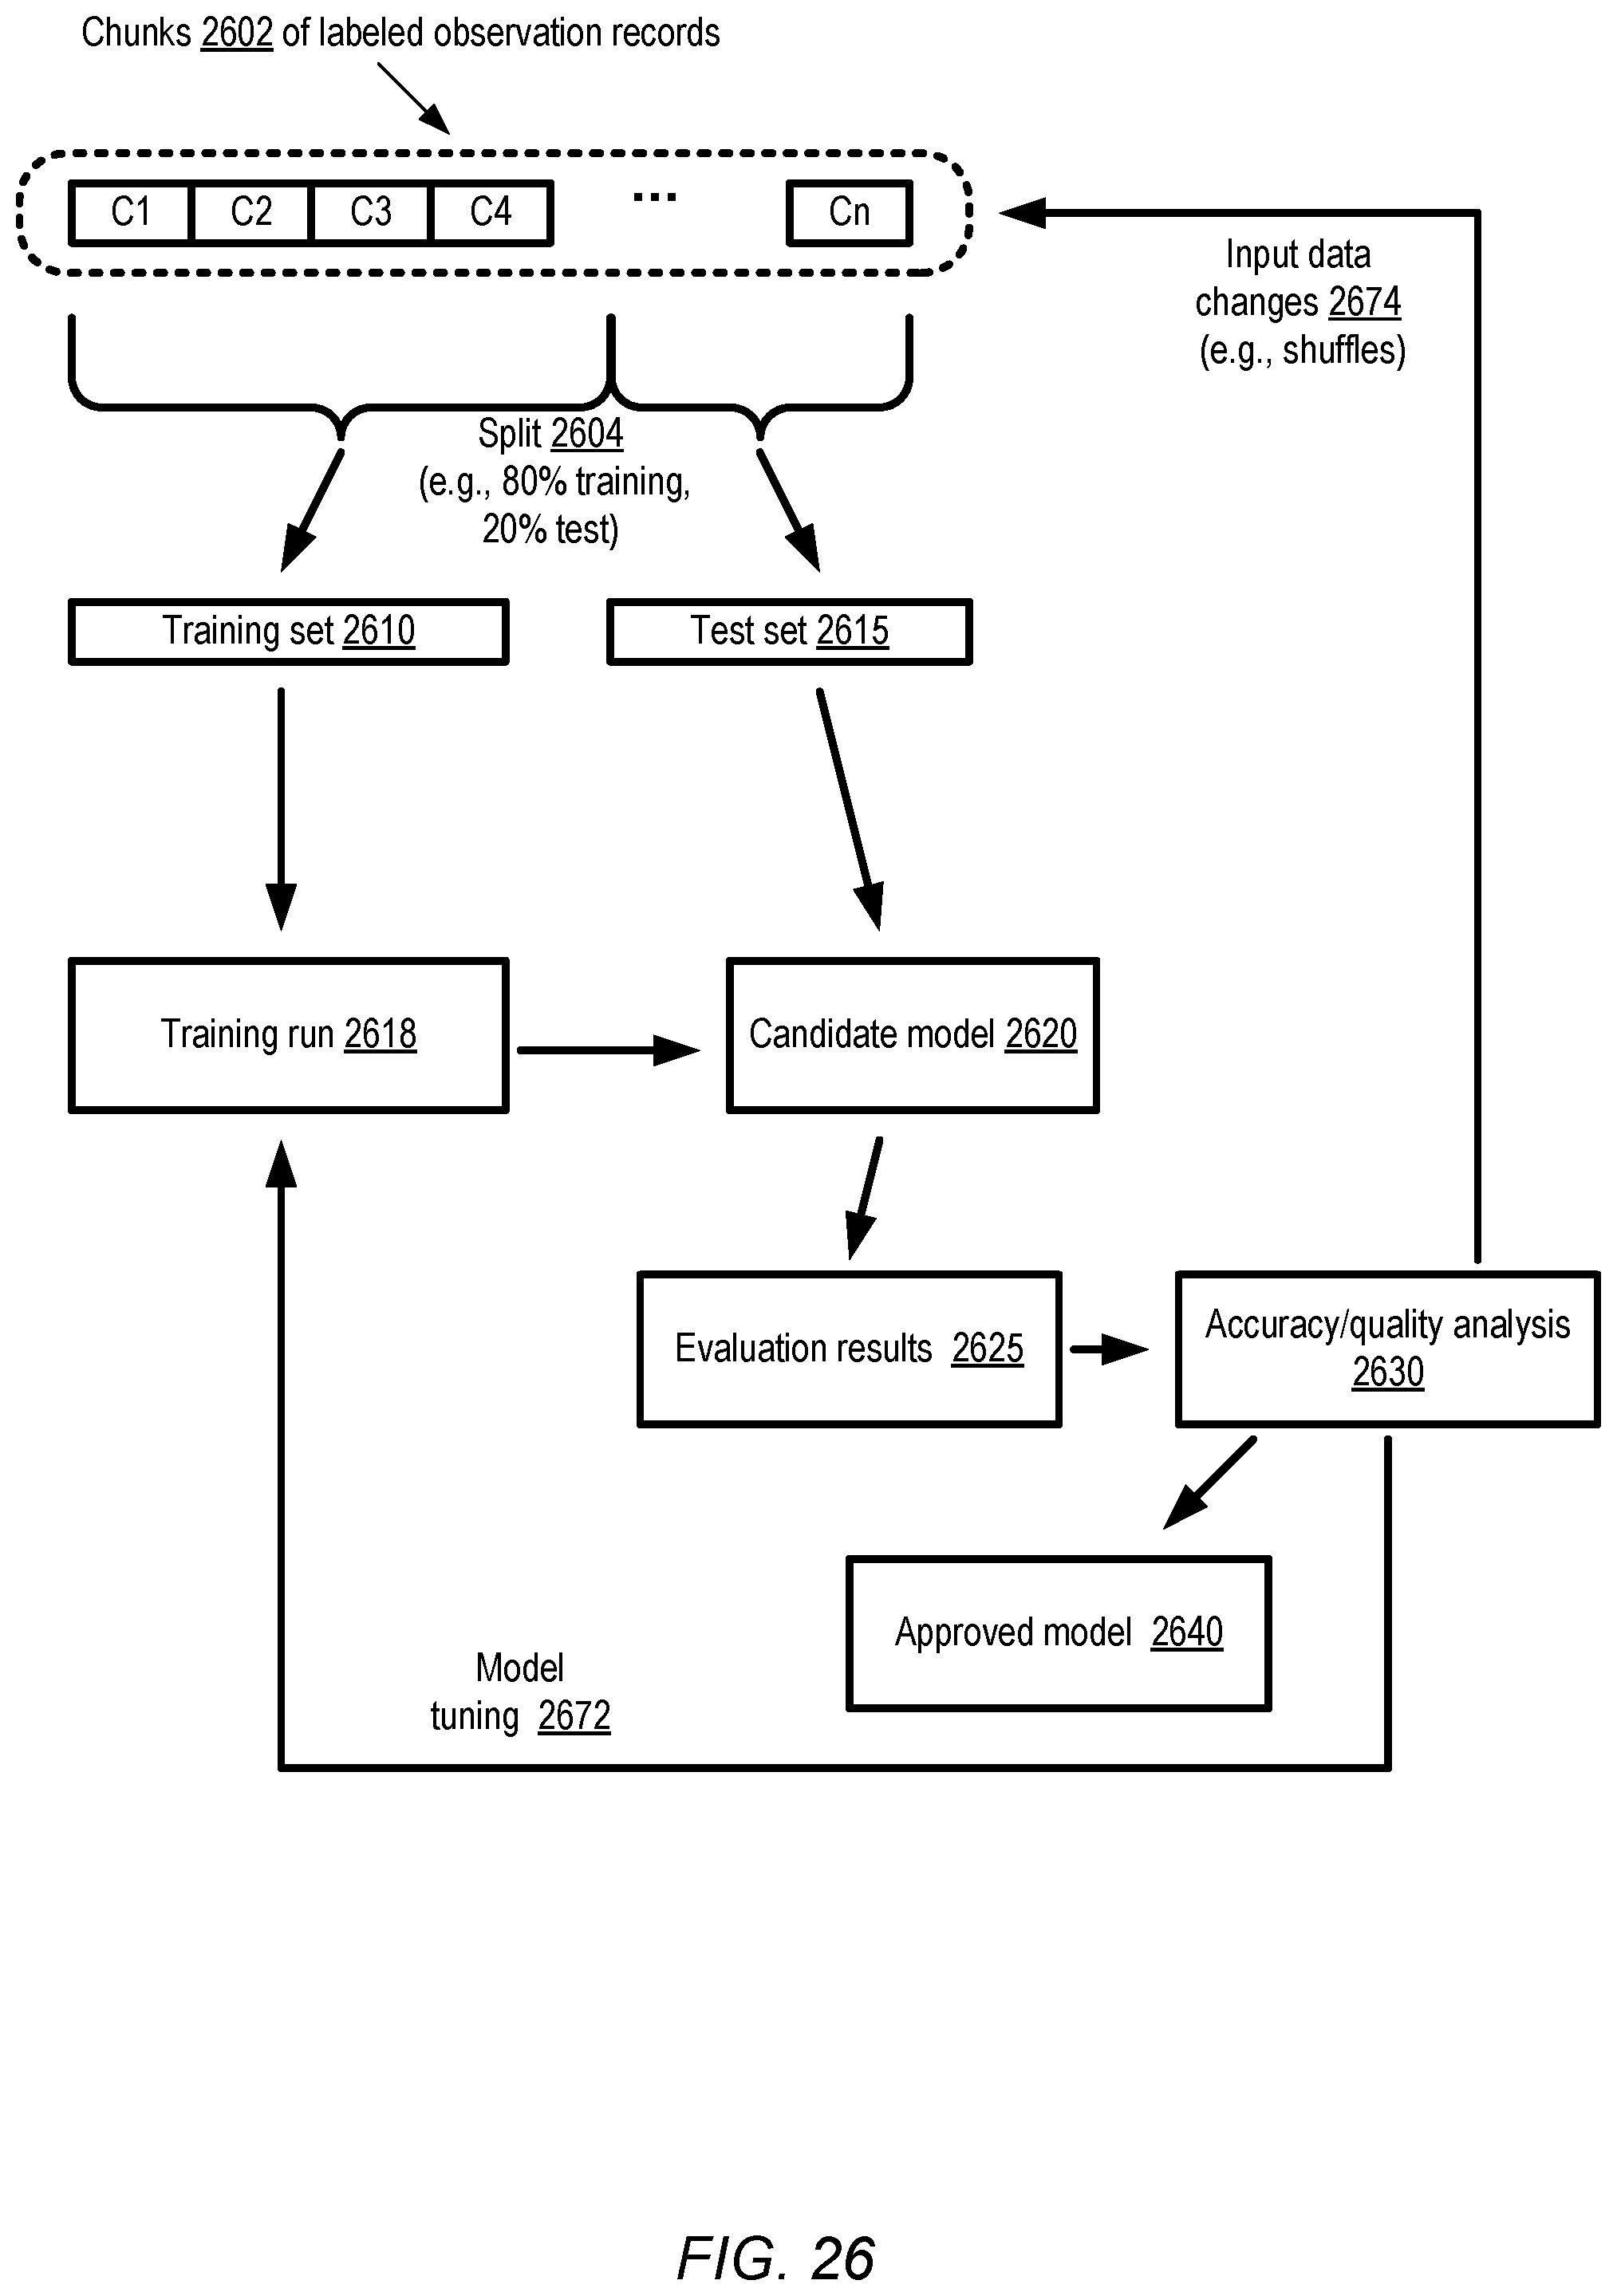 Chunks 2602 of labeled observation records
C1 C2 C3 C4 ... Cn
Input data
changes 2674
(e.g., shuffles)
Split 2604
(e.g., 80% training,
20% test)
Training set 2610
Test set 2615
Training run 2618
Candidate model 2620
Evaluation results 2625
Accuracy/quality analysis
2630
Approved model 2640
Model
tuning 2672
FIG. 26